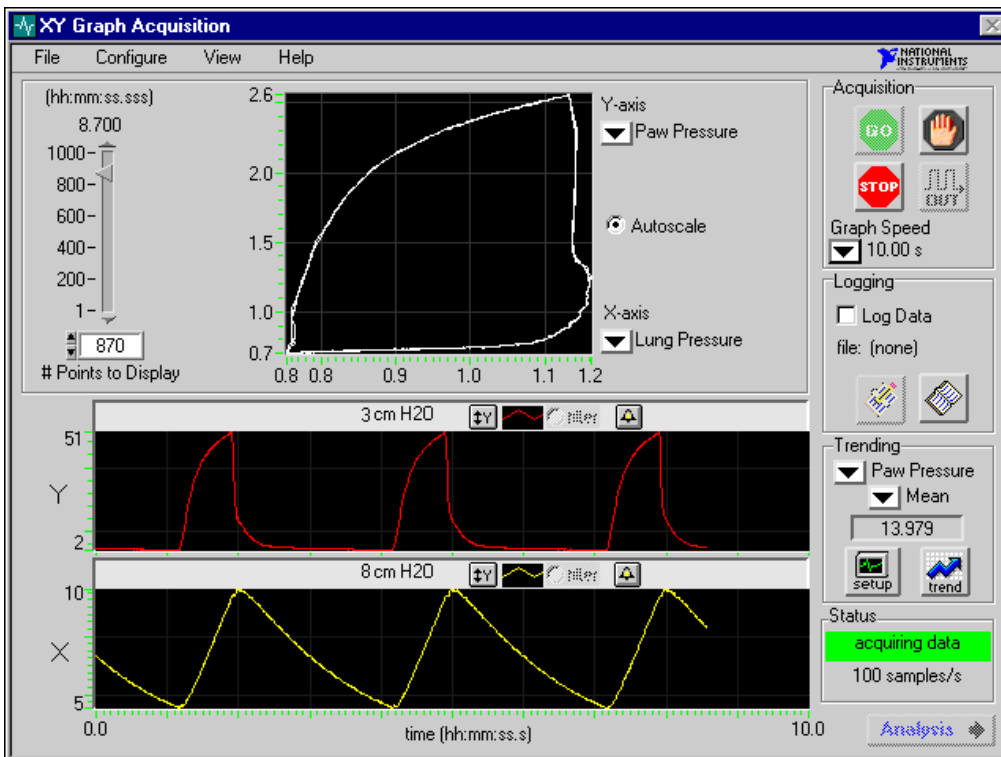 XY Graph Acquisition
File Configure View Help
NATIONAL INSTRUMENTS
(hh:mm:ss.sss)
8.700
1000
800
600
400
200
1
870
# Points to Display
2.6
2.0
1.5
1.0
0.7
0.8 0.8 0.9 1.0 1.1 1.2
Y-axis
Paw Pressure
Autoscale
X-axis
Lung Pressure
Acquisition
GO
STOP
OUT
Graph Speed
10.00 s
Logging
Log Data
file: (none)
Trending
Paw Pressure
Mean
13.979
setup trend
Status
acquiring data
100 samples/s
Analysis
3 cm H2O Y filter
51
Y
2
8 cm H2O Y filter
10
X
5
0.0 time (hh:mm:ss.s) 10.0